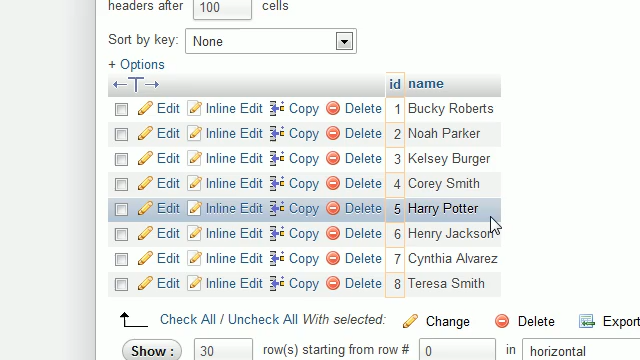 headers after 100 cells
Sort by key: None
+ Options
id name
Edit Inline Edit Copy Delete 1 Bucky Roberts
Edit Inline Edit Copy Delete 2 Noah Parker
Edit Inline Edit Copy Delete 3 Kelsey Burger
Edit Inline Edit Copy Delete 4 Corey Smith
Edit Inline Edit Copy Delete 5 Harry Potter
Edit Inline Edit Copy Delete 6 Henry Jackson
Edit Inline Edit Copy Delete 7 Cynthia Alvarez
Edit Inline Edit Copy Delete 8 Teresa Smith
Check All / Uncheck All With selected: Change Delete Export
Show : 30 row(s) starting from row # 0 in horizontal